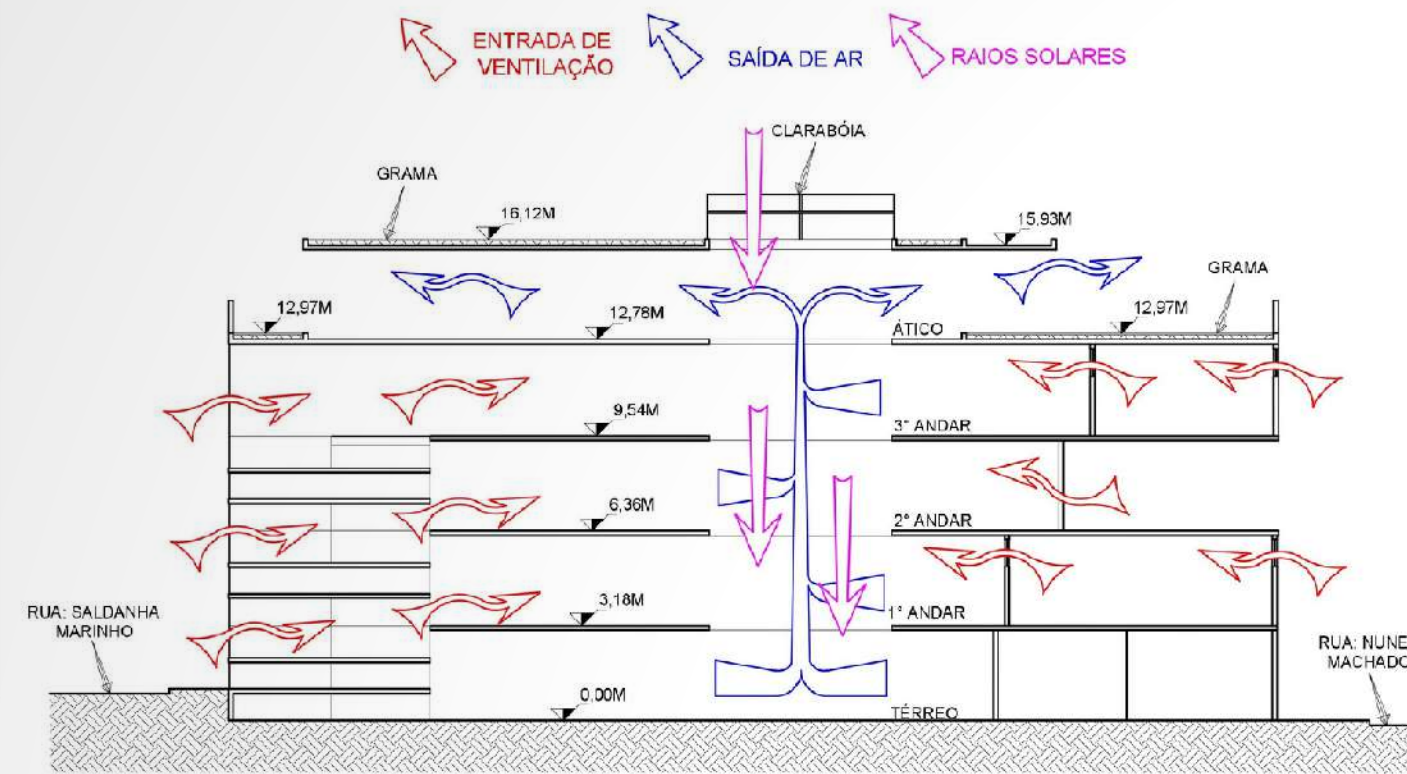 ENTRADA DE
VENTILAÇÃO
SAÍDA DE AR
RAIOS SOLARES
CLARABÓIA
GRAMA
16,12M
15,93M
GRAMA
12,97M
12,78M
12,97M
ÁTICO
9,54M
3° ANDAR
6,36M
2° ANDAR
3,18M
1° ANDAR
RUA: SALDANHA
MARINHO
RUA: NUNE
MACHADO
0,00M
TÉRREO